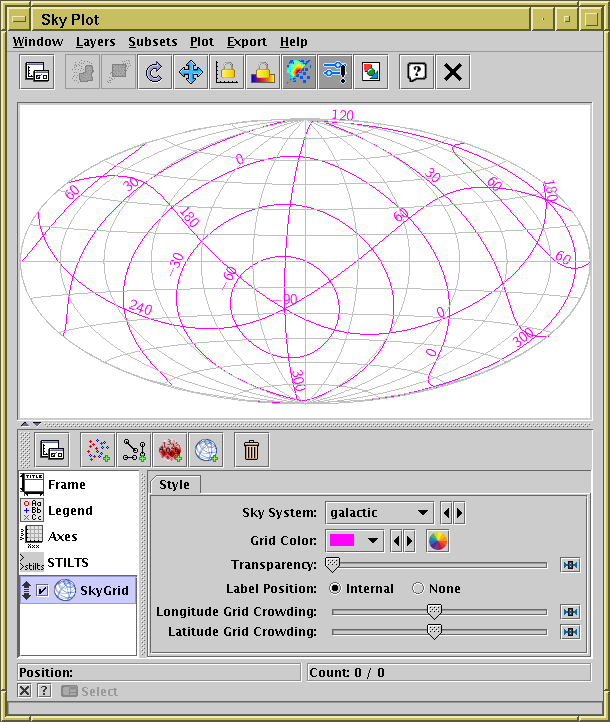 Sky Plot
Window Layers Subsets Plot Export Help
120
0
60 30 30 60 180
180 60
-30 -60 60
-90
240 0
0 300
300
Frame
Legend
Axes
STILTS
SkyGrid
Style
Sky System: galactic
Grid Color:
Transparency:
Label Position: Internal None
Longitude Grid Crowding:
Latitude Grid Crowding:
Position: Count: 0 / 0
Select